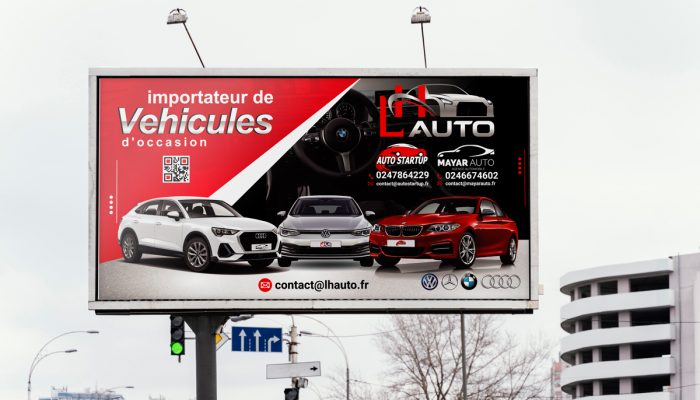 importateur de
Vehicules
d'occasion
LH
AUTO
AUTO STARTUP
0247864229
contact@autostartup.fr
MAYAR AUTO
0246674602
contact@mayarauto.fr
contact@lhauto.fr